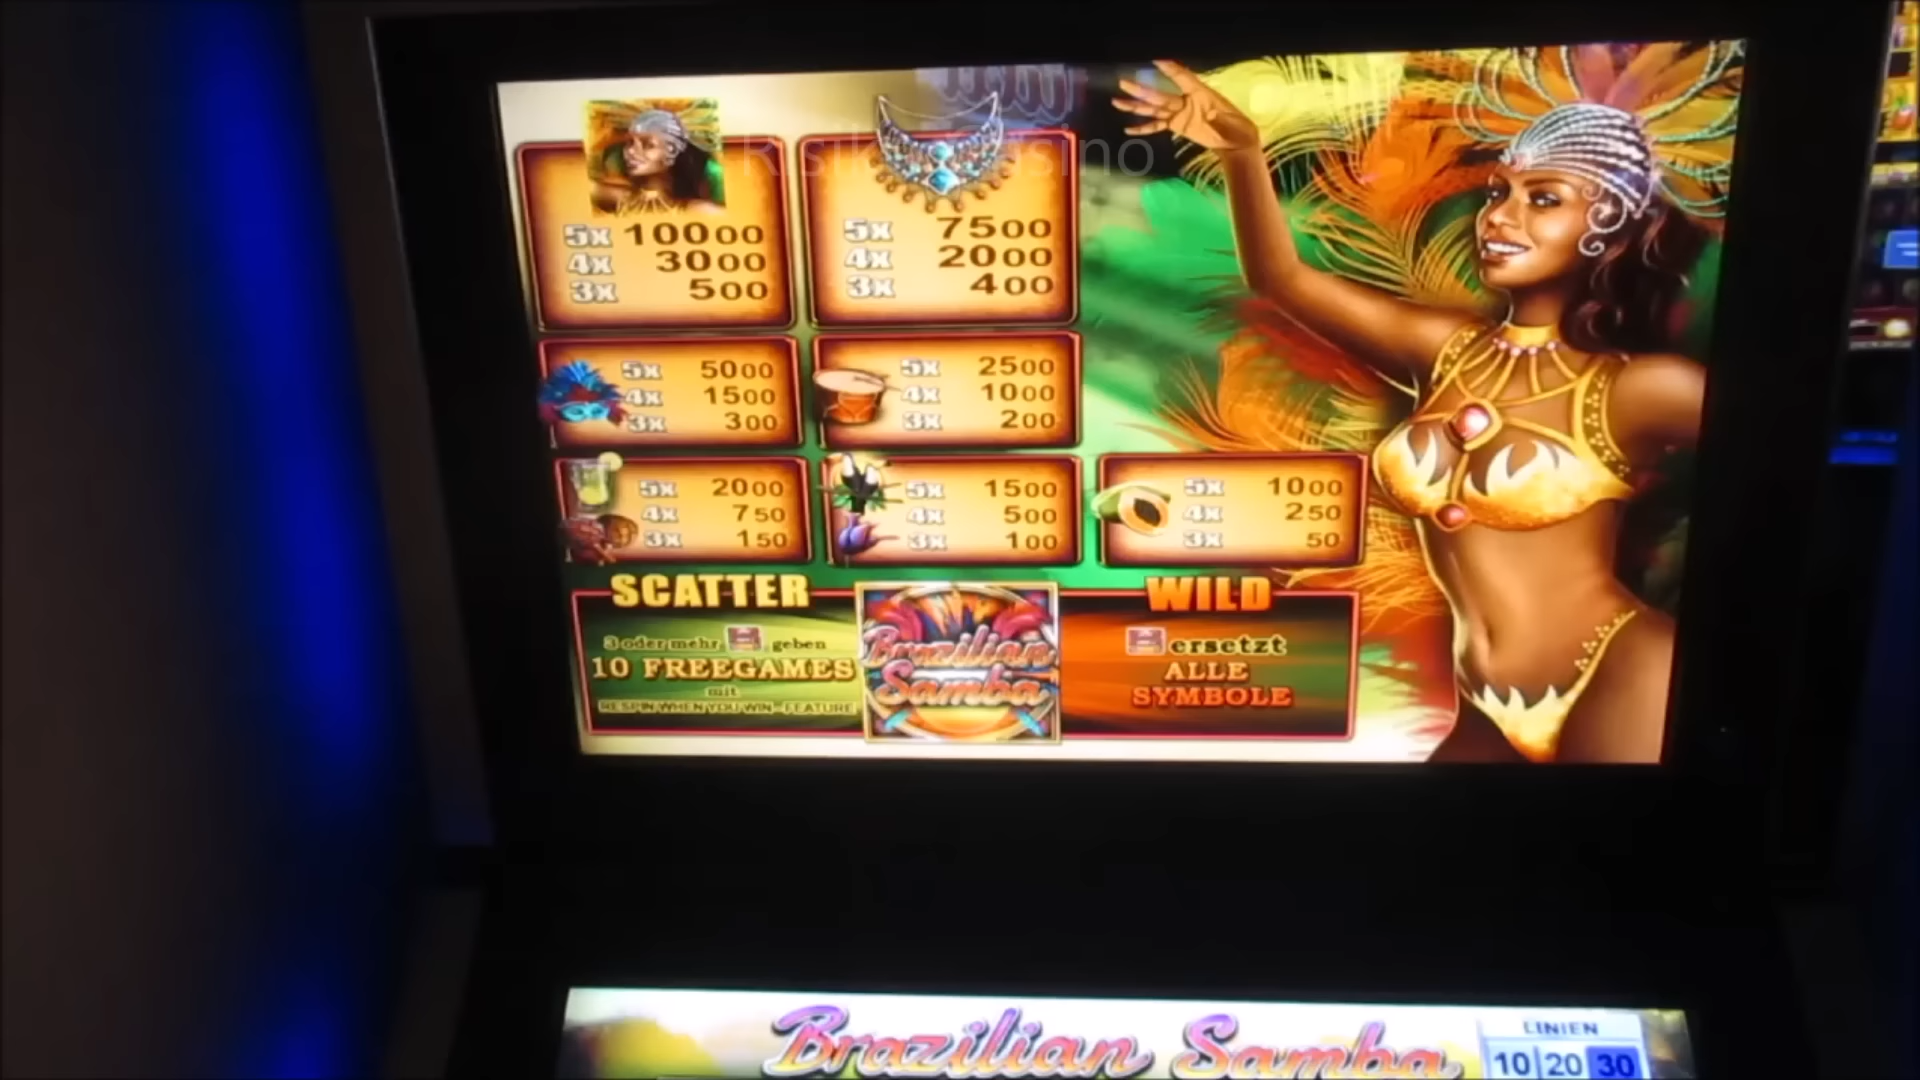 5x 10000
4x 3000
3x 500
5x 7500
4x 2000
3x 400
5x 5000
4x 1500
3x 300
5x 2500
4x 1000
3x 200
5x 2000
4x 750
3x 150
5x 1500
4x 500
3x 100
5x 1000
4x 250
3x 50
SCATTER
3 oder mehr geben
10 FREEGAMES
mit
RESPIN WHEN YOU WIN - FEATURE
Brazilian
Samba
WILD
ersetzt
ALLE
SYMBOLE
Brazilian Samba
LINIEN
10 20 30